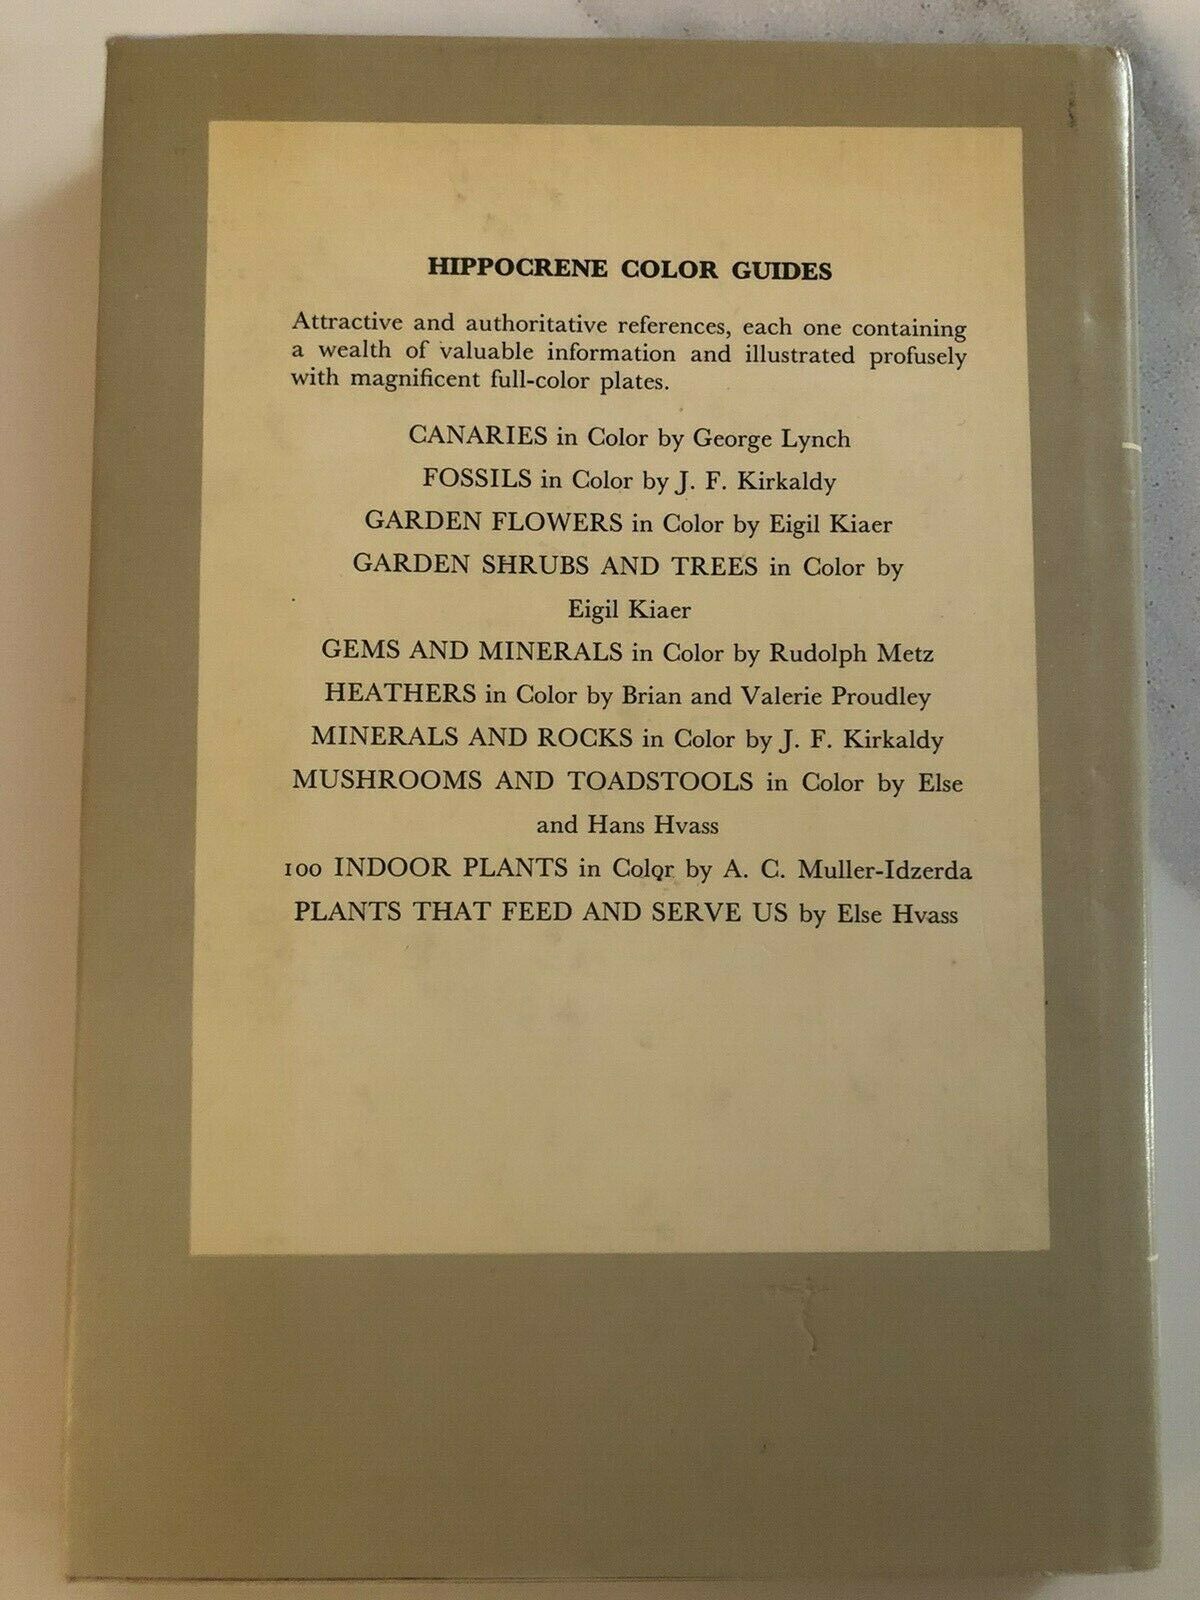 HIPPOCRENE COLOR GUIDES
Attractive and authoritative references, each one containing
a wealth of valuable information and illustrated profusely
with magnificent full-color plates.
CANARIES in Color by George Lynch
FOSSILS in Color by J. F. Kirkaldy
GARDEN FLOWERS in Color by Eigil Kiaer
GARDEN SHRUBS AND TREES in Color by
Eigil Kiaer
GEMS AND MINERALS in Color by Rudolph Metz
HEATHERS in Color by Brian and Valerie Proudley
MINERALS AND ROCKS in Color by J. F. Kirkaldy
MUSHROOMS AND TOADSTOOLS in Color by Else
and Hans Hvass
100 INDOOR PLANTS in Color by A. C. Muller-Idzerda
PLANTS THAT FEED AND SERVE US by Else Hvass